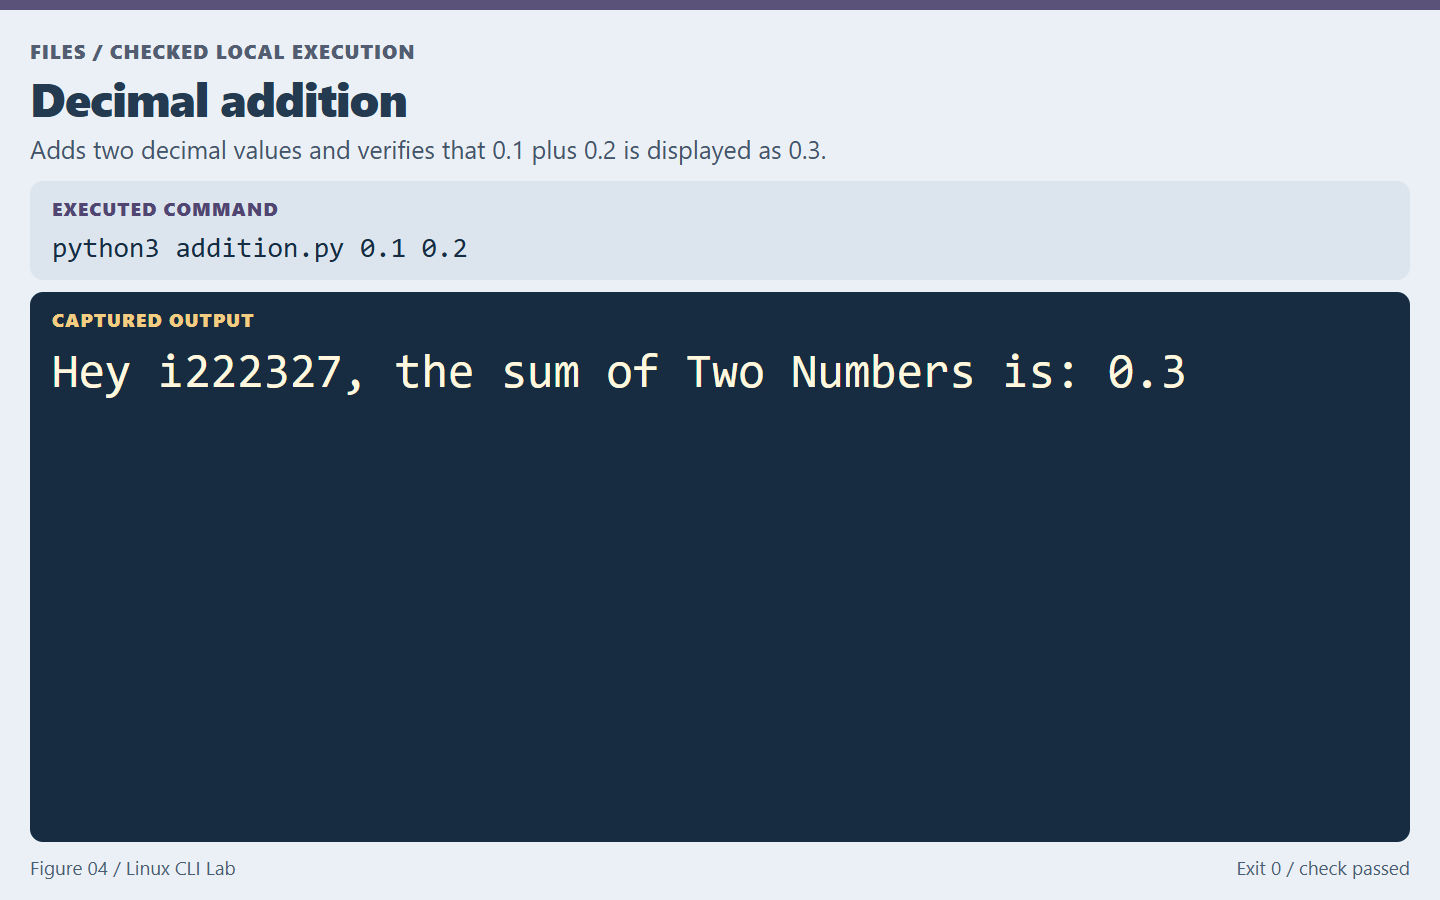 FILES / CHECKED LOCAL EXECUTION
Decimal addition
Adds two decimal values and verifies that 0.1 plus 0.2 is displayed as 0.3.
EXECUTED COMMAND
python3 addition.py 0.1 0.2
CAPTURED OUTPUT
Hey i222327, the sum of Two Numbers is: 0.3
Figure 04 / Linux CLI Lab
Exit 0 / check passed